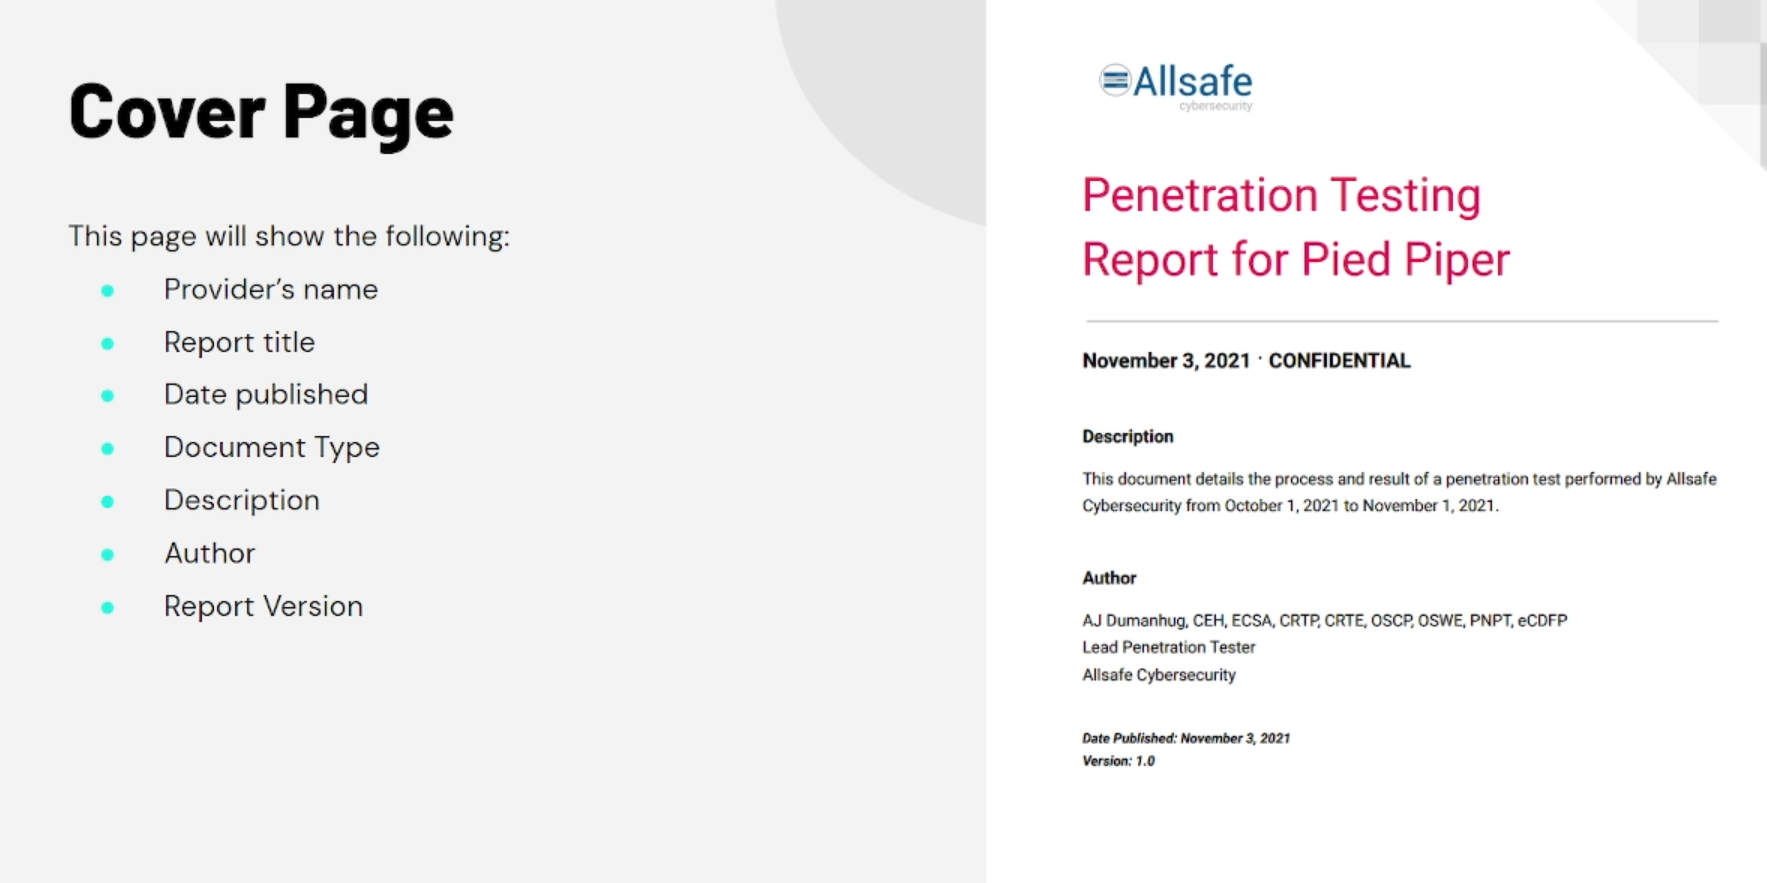 Cover Page
This page will show the following:
Provider’s name
Report title
Date published
Document Type
Description
Author
Report Version
Allsafe
cybersecurity
Penetration Testing
Report for Pied Piper
November 3, 2021 · CONFIDENTIAL
Description
This document details the process and result of a penetration test performed by Allsafe
Cybersecurity from October 1, 2021 to November 1, 2021.
Author
AJ Dumanhug, CEH, ECSA, CRTP, CRTE, OSCP, OSWE, PNPT, eCDFP
Lead Penetration Tester
Allsafe Cybersecurity
Date Published: November 3, 2021
Version: 1.0